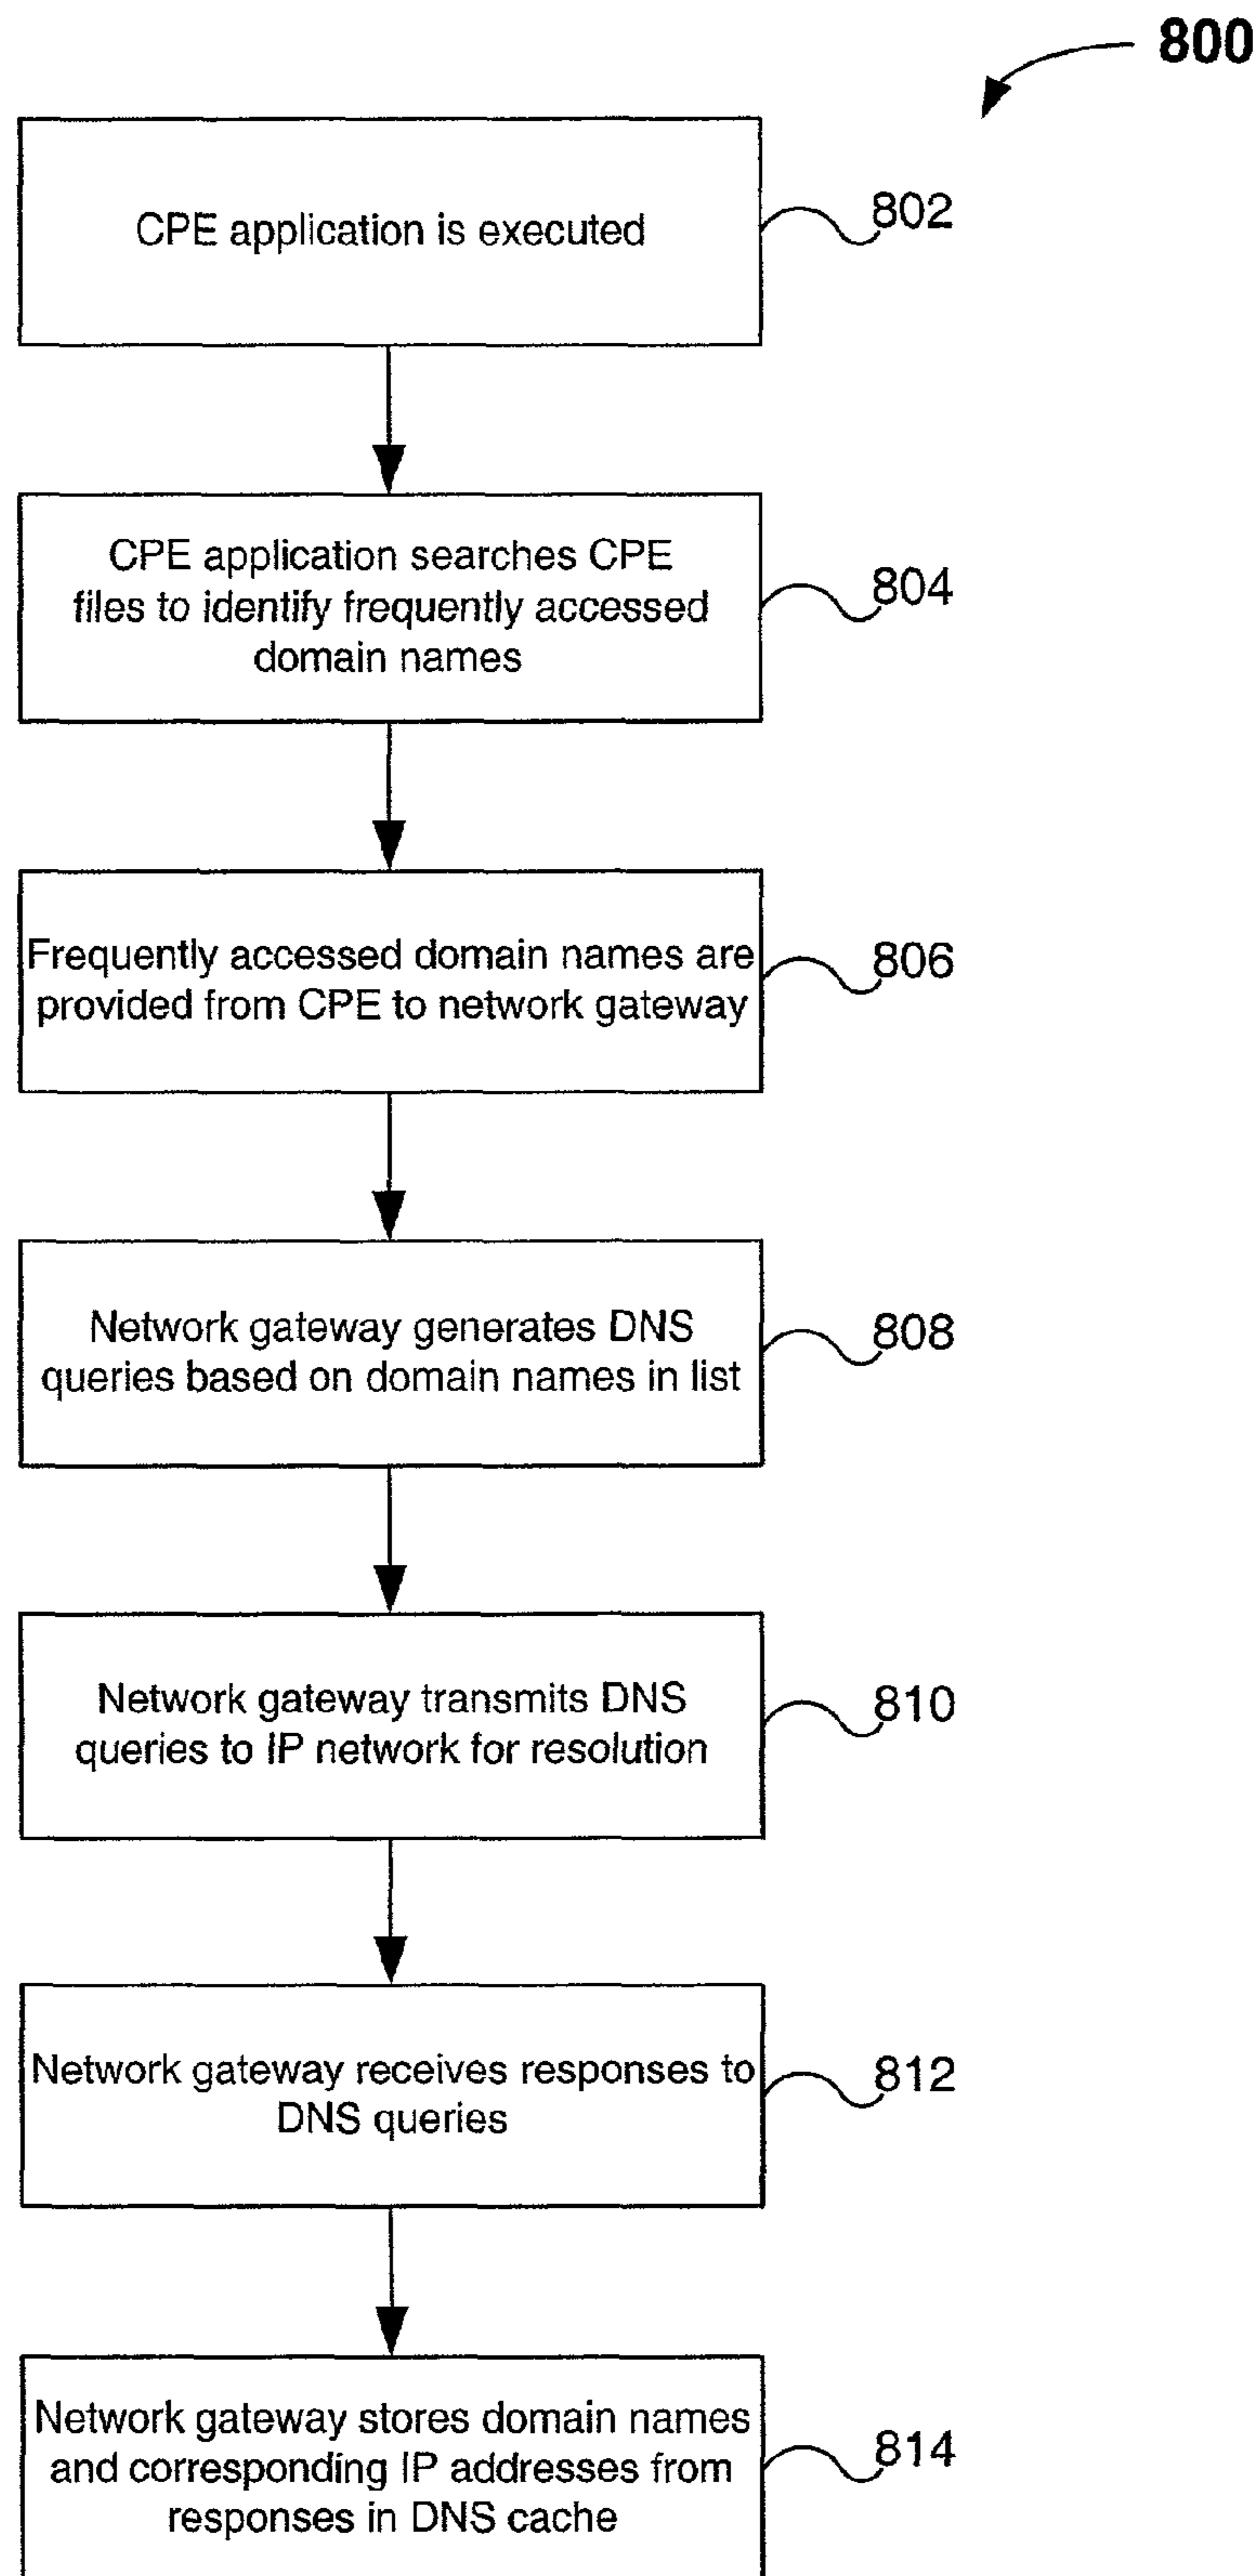 800
CPE application is executed
802
CPE application searches CPE
files to identify frequently accessed
domain names
804
Frequently accessed domain names are
provided from CPE to network gateway
806
Network gateway generates DNS
queries based on domain names in list
808
Network gateway transmits DNS
queries to IP network for resolution
810
Network gateway receives responses to
DNS queries
812
Network gateway stores domain names
and corresponding IP addresses from
responses in DNS cache
814